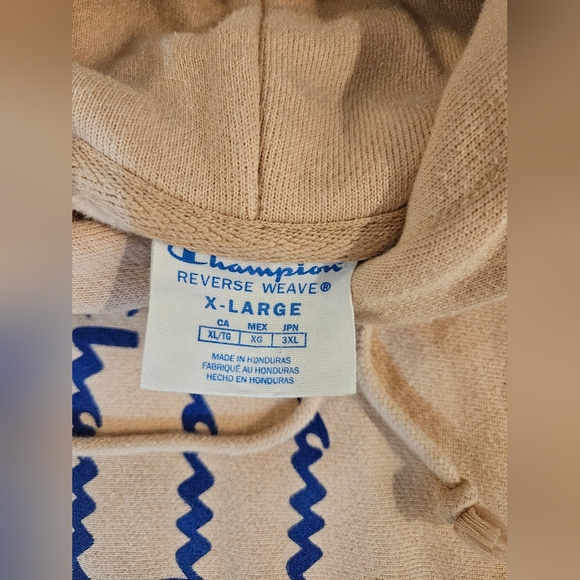 Champion
REVERSE WEAVE®
X-LARGE
CA MEX JPN
XL/TG XG 3XL
MADE IN HONDURAS
FABRIQUÉ AU HONDURAS
HECHO EN HONDURAS